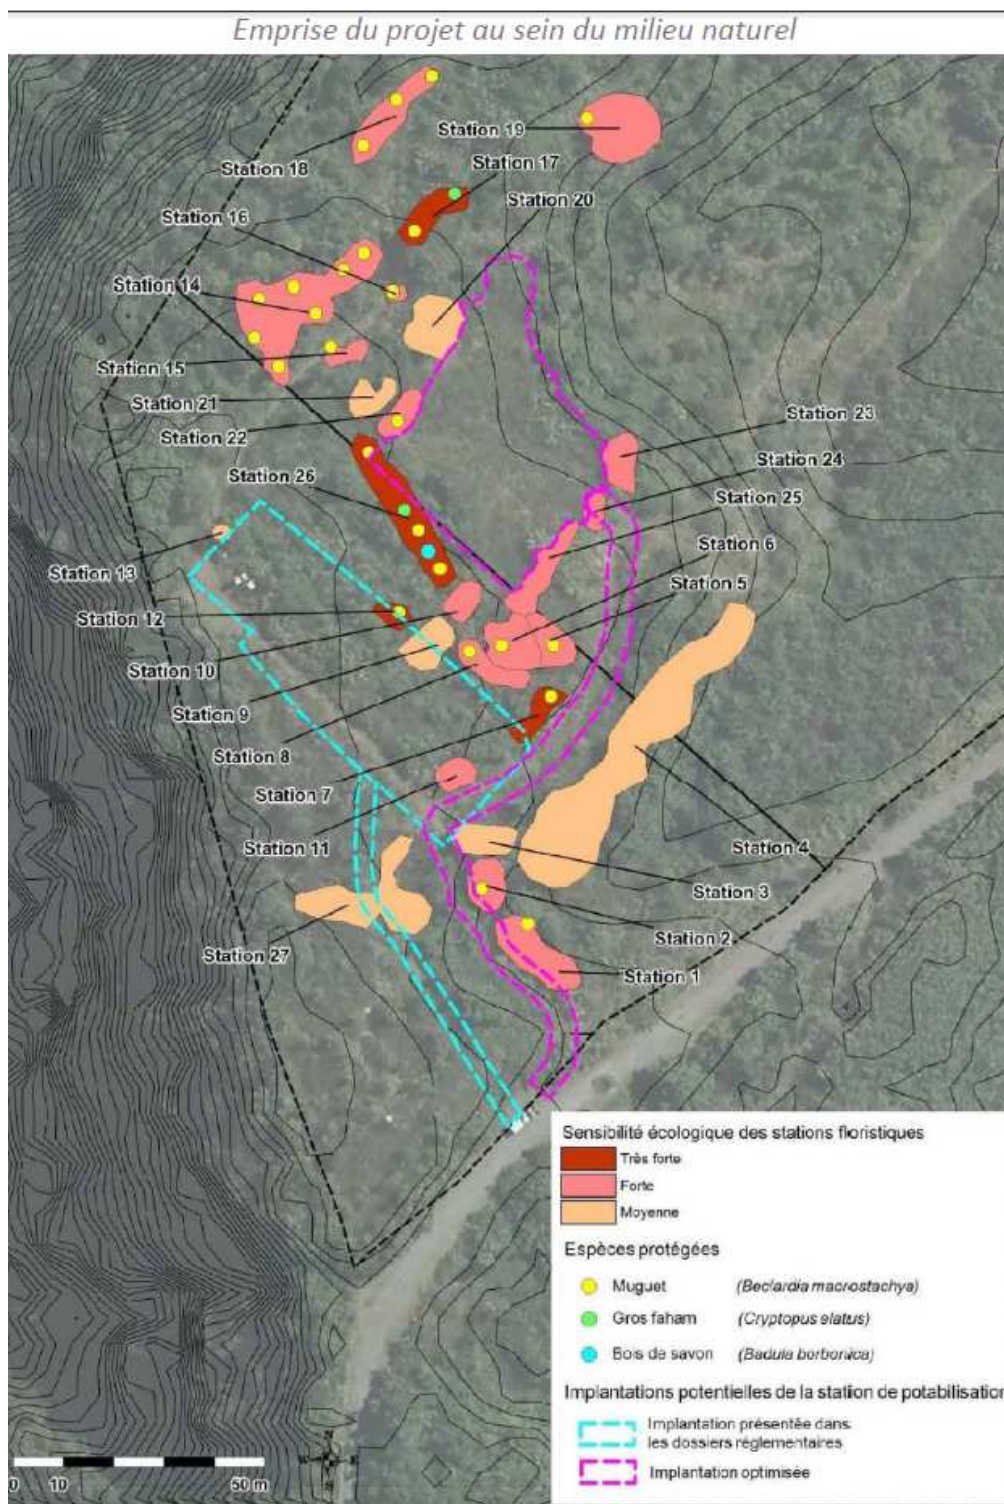 Emprise du projet au sein du milieu naturel
Station 19
Station 17
Station 18
Station 20
Station 16
Station 14
Station 15
Station 21
Station 23
Station 22
Station 24
Station 26
Station 25
Station 6
Station 13
Station 5
Station 12
Station 10
Station 9
Station 8
Station 7
Station 11
Station 4
Station 3
Station 2
Station 27
Station 1
Sensibilité écologique des stations floristiques
Très forte
Forte
Moyenne
Espèces protégées
Muguet (Beclardia macrostachya)
Gros faham (Cryptopus elatus)
Bois de savon (Badula borbonica)
Implantations potentielles de la station de potabilisation
Implantation présentée dans
les dossiers réglementaires
Implantation optimisée
0 10 50 m